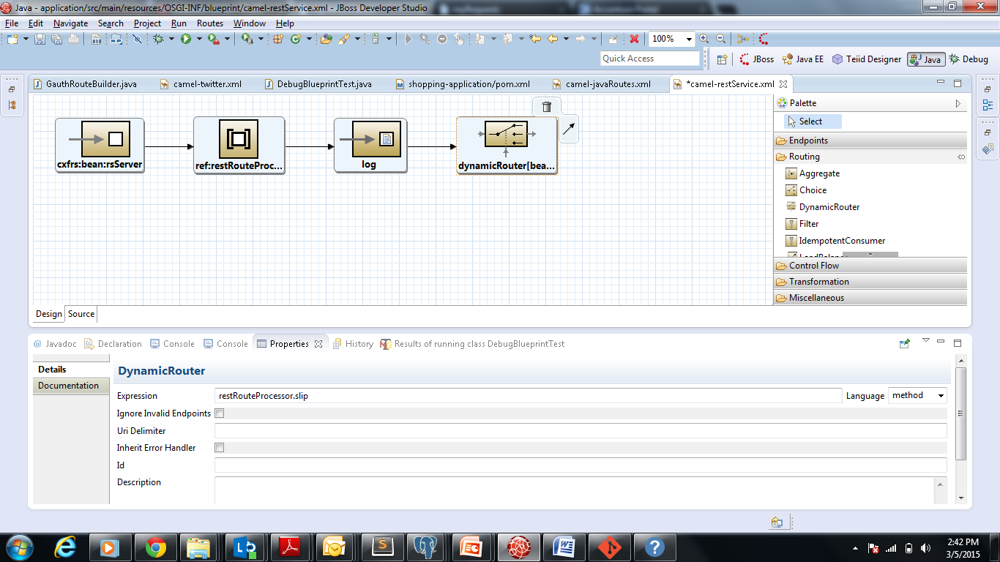 Java - application/src/main/resources/OSGI-INF/blueprint/camel-restService.xml - JBoss Developer Studio
File Edit Navigate Search Project Run Routes Window Help
100%
Quick Access
JBoss Java EE Teiid Designer Java Debug
GauthRouteBuilder.java camel-twitter.xml DebugBlueprintTest.java shopping-application/pom.xml camel-javaRoutes.xml *camel-restService.xml
Palette
Select
Endpoints
Routing
Aggregate
Choice
DynamicRouter
Filter
IdempotentConsumer
Control Flow
Transformation
Miscellaneous
cxfrs:bean:rsServer ref:restRouteProc... log dynamicRouter[bea...
Design Source
@ Javadoc Declaration Console Console Properties History Results of running class DebugBlueprintTest
Details
Documentation
DynamicRouter
Expression restRouteProcessor.slip Language method
Ignore Invalid Endpoints
Uri Delimiter
Inherit Error Handler
Id
Description
2:42 PM
3/5/2015